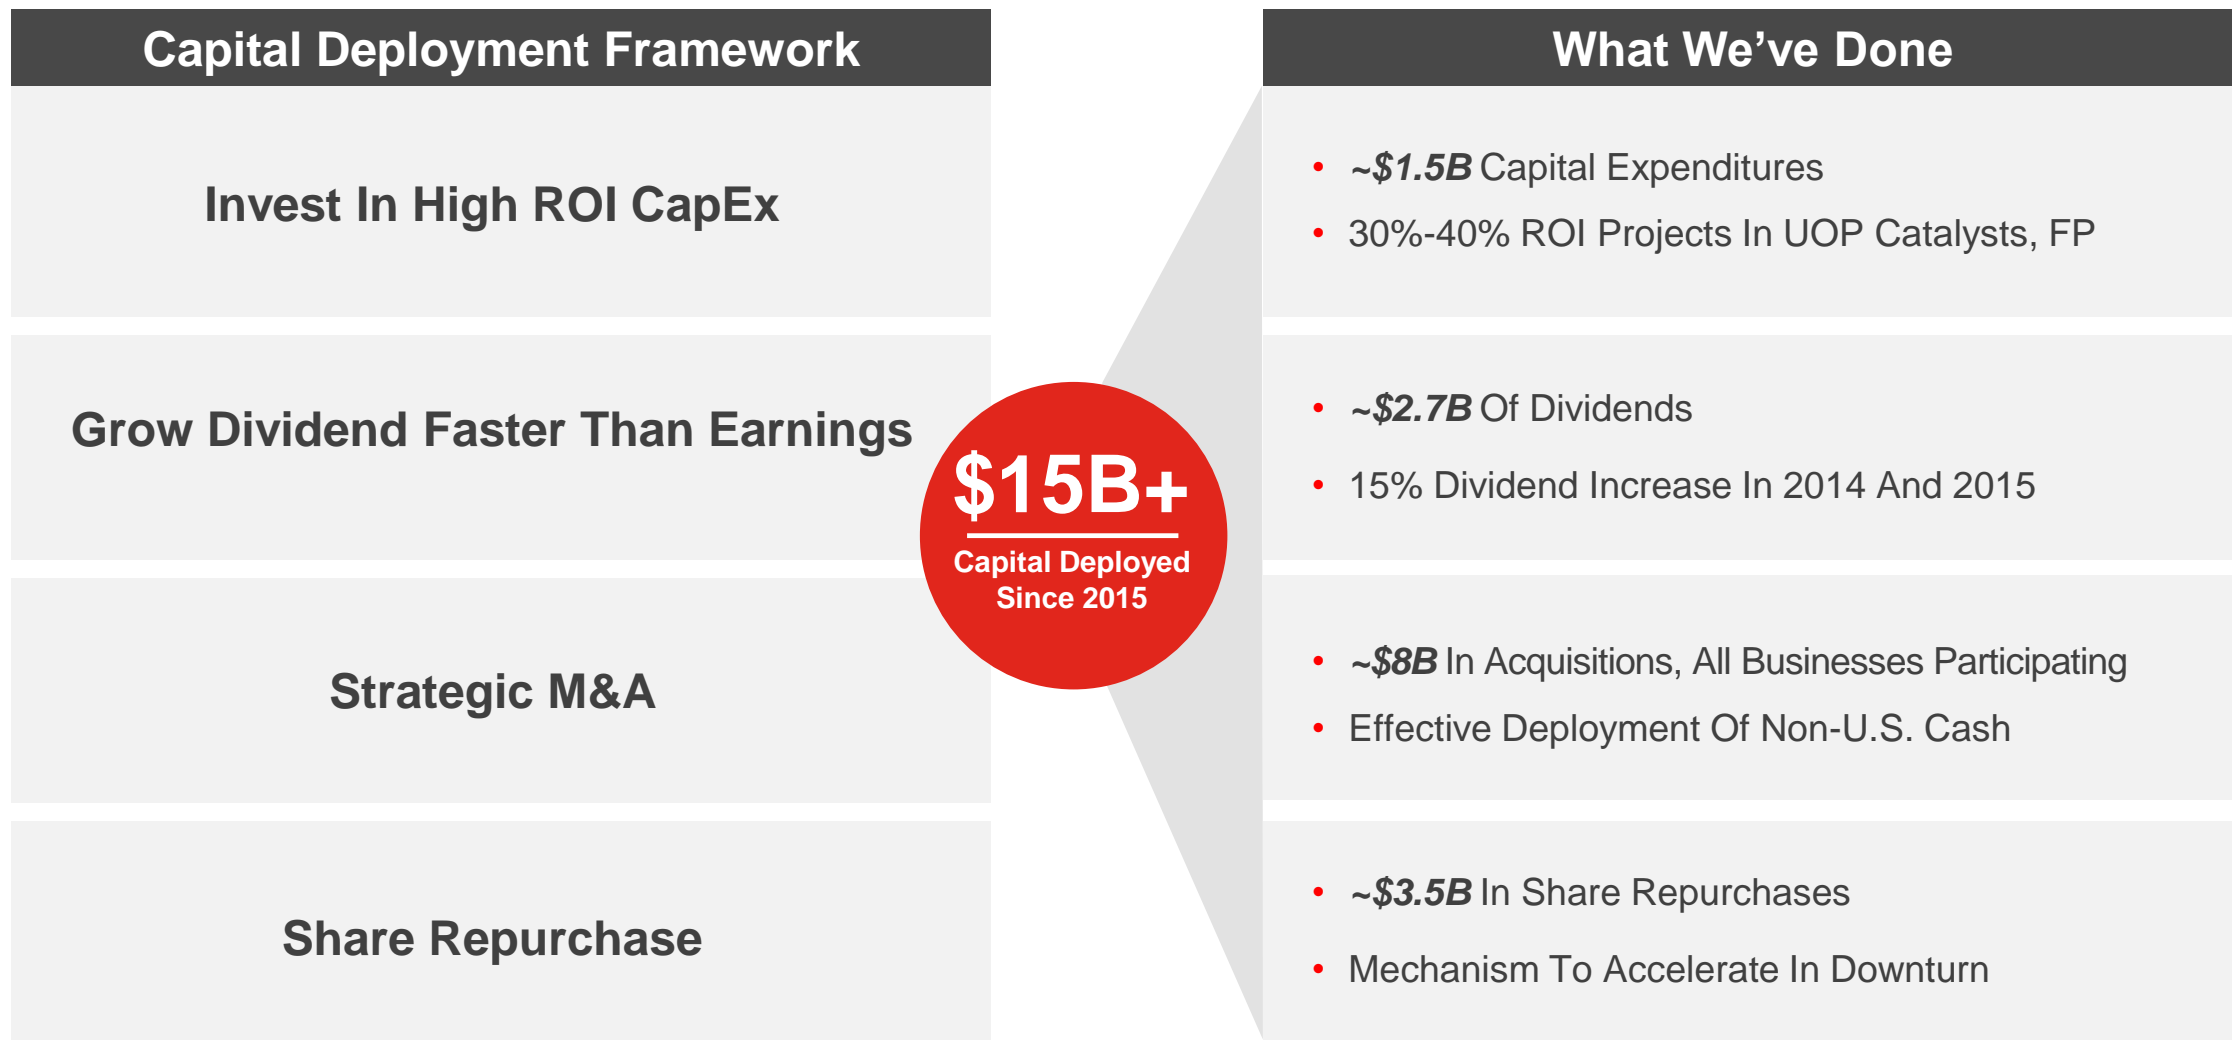 Capital Deployment Framework
Invest In High ROI CapEx
Grow Dividend Faster Than Earnings
Strategic M&A
Share Repurchase
$15B+
Capital Deployed
Since 2015
What We’ve Done
• ~$1.5B Capital Expenditures
• 30%-40% ROI Projects In UOP Catalysts, FP
• ~$2.7B Of Dividends
• 15% Dividend Increase In 2014 And 2015
• ~$8B In Acquisitions, All Businesses Participating
• Effective Deployment Of Non-U.S. Cash
• ~$3.5B In Share Repurchases
• Mechanism To Accelerate In Downturn